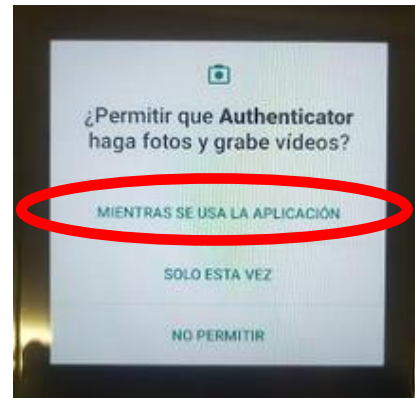 ¿Permitir que Authenticator
haga fotos y grabe vídeos?
MIENTRAS SE USA LA APLICACIÓN
SOLO ESTA VEZ
NO PERMITIR